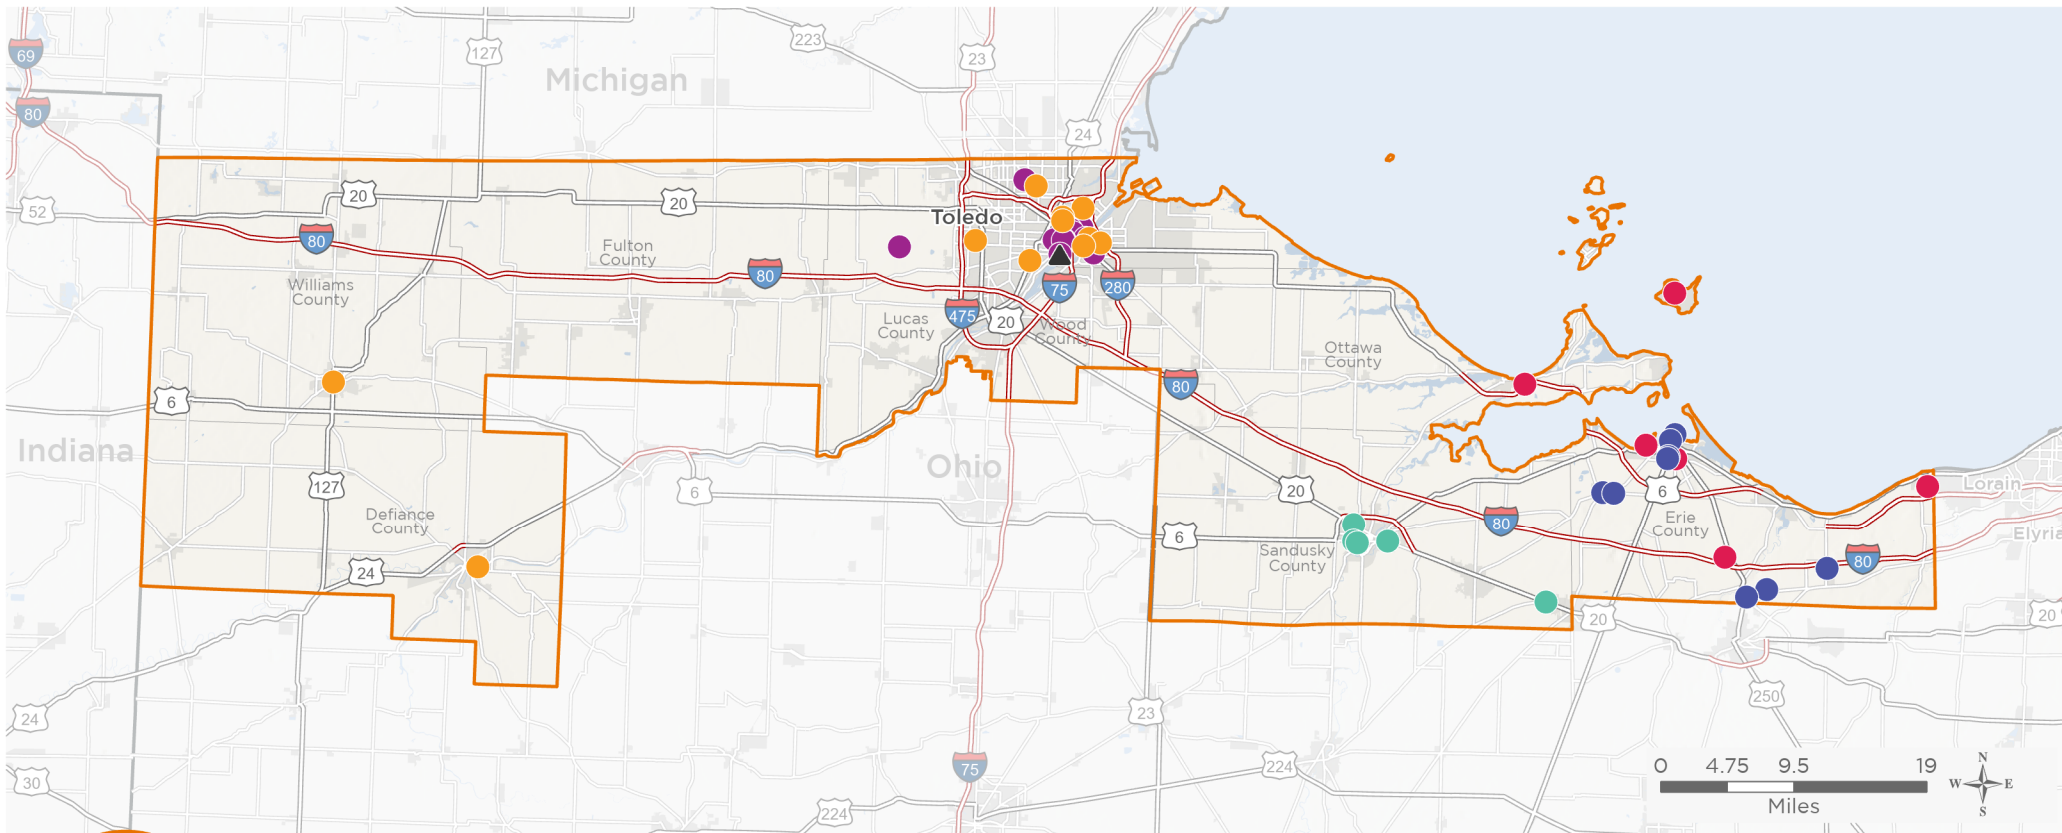 69
127
223
23
Michigan
80
24
52
20
20
Toledo
80
Fulton
County
80
Williams
County
75
280
475
20
Lucas
County
Wood
County
Ottawa
County
6
80
Indiana
Ohio
127
6
20
6
Lorain
Defiance
County
80
Erie
County
Elyria
6
Sandusky
County
80
24
20
20
250
24
23
75
224
30
224
0 4.75 9.5 19
Miles
N
W E
S